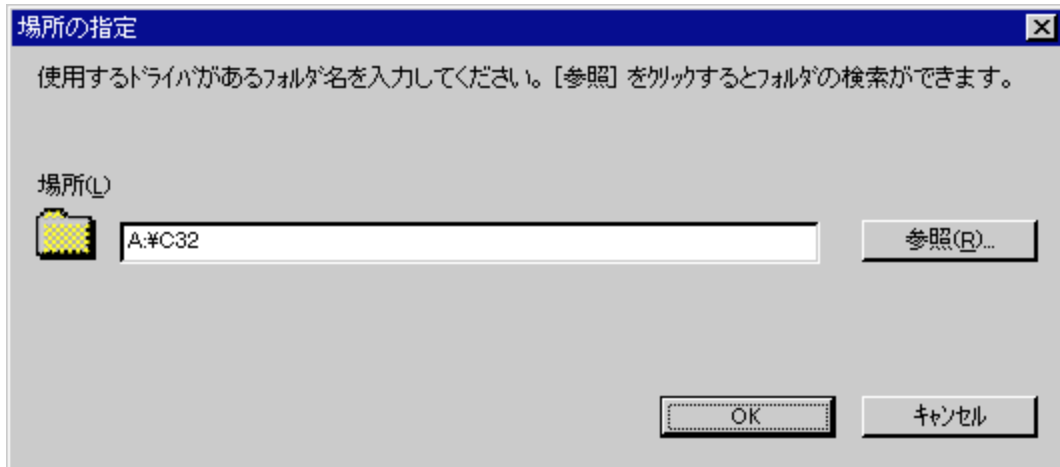 場所の指定
使用するﾄﾞﾗｲﾊﾞがあるﾌｫﾙﾀﾞ名を入力してください。[参照] をｸﾘｯｸするとﾌｫﾙﾀﾞの検索ができます。
場所(L)
A:¥C32
参照(R)...
OK
ｷｬﾝｾﾙ